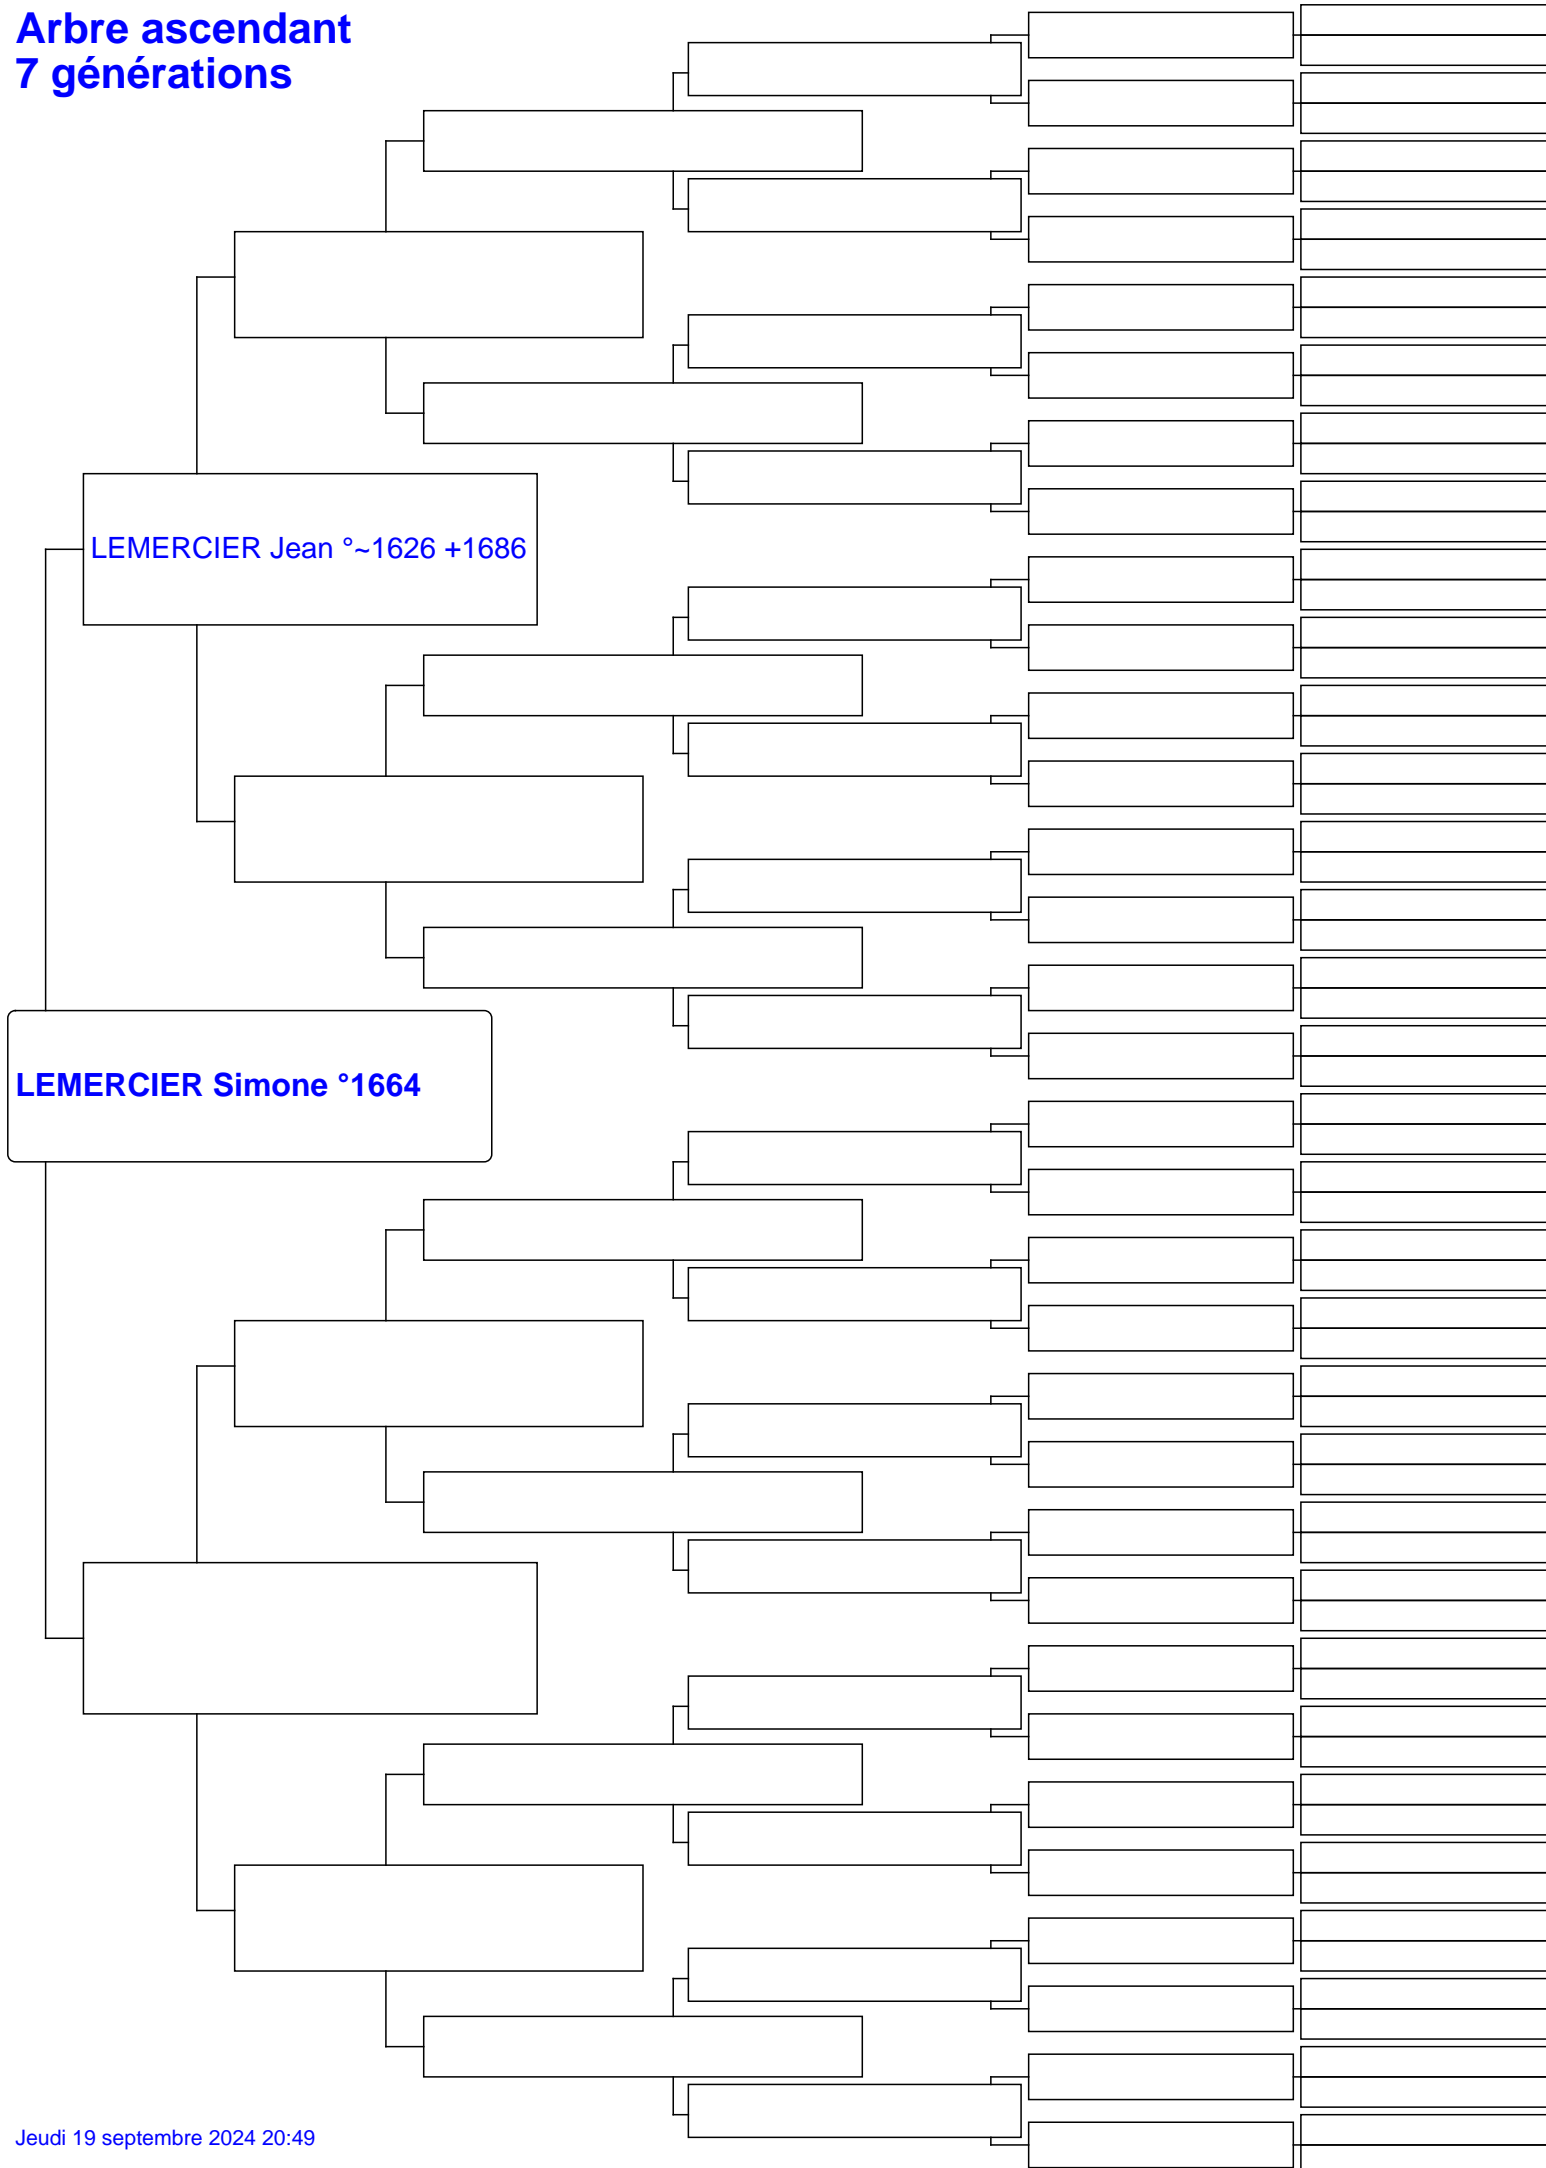 Arbre ascendant
7 générations
LEMERCIER Jean °~1626 +1686
LEMERCIER Simone °1664
Jeudi 19 septembre 2024 20:49